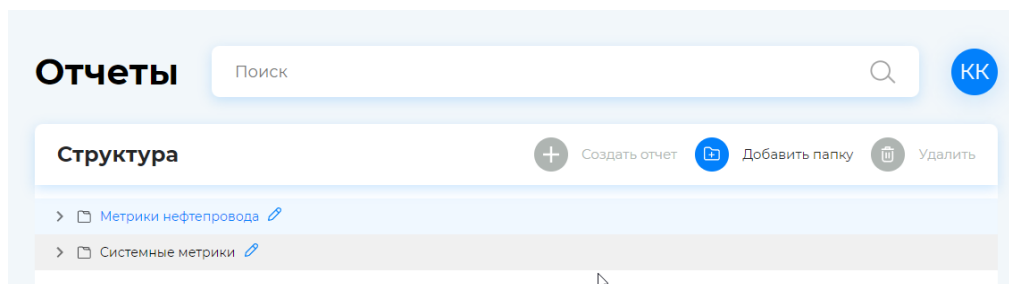 Отчеты
Поиск
КК
Структура
Создать отчет
Добавить папку
Удалить
Метрики нефтепровода
Системные метрики